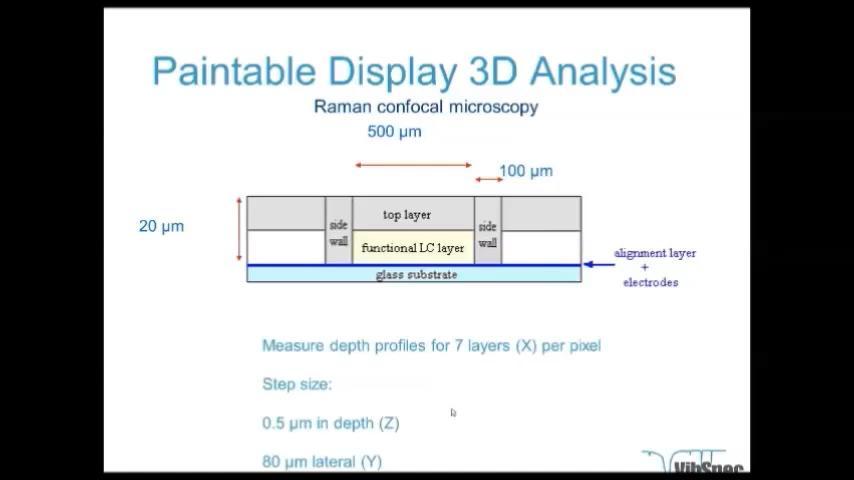 Paintable Display 3D Analysis
Raman confocal microscopy
500 µm
100 µm
20 µm
top layer
side wall
side wall
functional LC layer
glass substrate
alignment layer
+
electrodes
Measure depth profiles for 7 layers (X) per pixel
Step size:
0.5 µm in depth (Z)
80 µm lateral (Y)
VibSpec